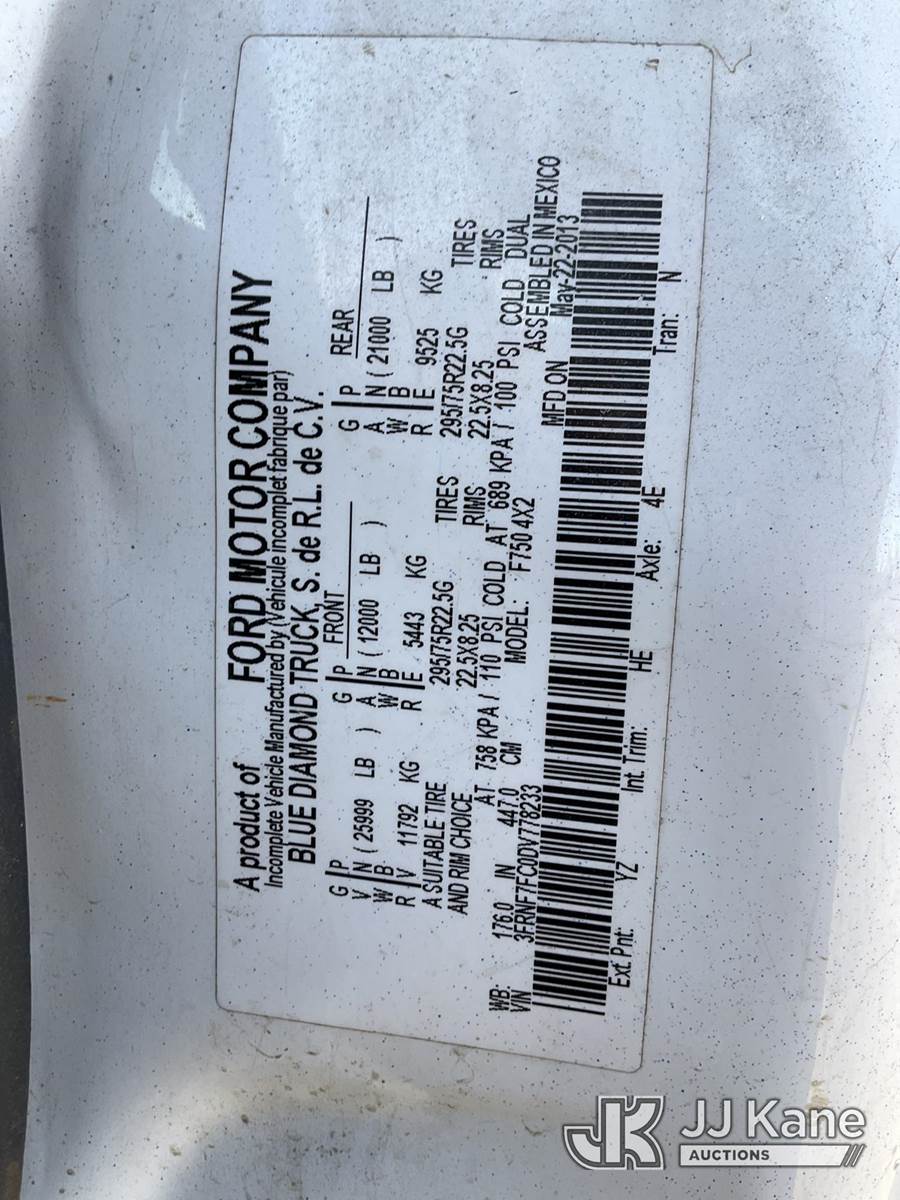 A product of FORD MOTOR COMPANY
Incomplete Vehicle Manufactured by (Véhicule incomplet fabriqué par)
BLUE DIAMOND TRUCK, S. de R.L. de C.V.
FRONT REAR
G P G P G P
V N ( 25999 LB ) A N ( 12000 LB ) A N ( 21000 LB )
W B W B W B
R V 11792 KG R E 5443 KG R E 9525 KG
A SUITABLE TIRE 295/75R22.5G TIRES 295/75R22.5G TIRES
AND RIM CHOICE 22.5X8.25 RIMS 22.5X8.25 RIMS
AT 758 KPA / 110 PSI COLD AT 689 KPA / 100 PSI COLD DUAL
WB: 176.0 IN 447.0 CM MODEL: F750 4X2 ASSEMBLED IN MEXICO
VIN 3FRNF7FC0DV778233 MFD ON May-22-2013
Ext. Pnt: YZ Int. Trim: HE Axle: 4E Tran: N
JK JJ Kane
AUCTIONS